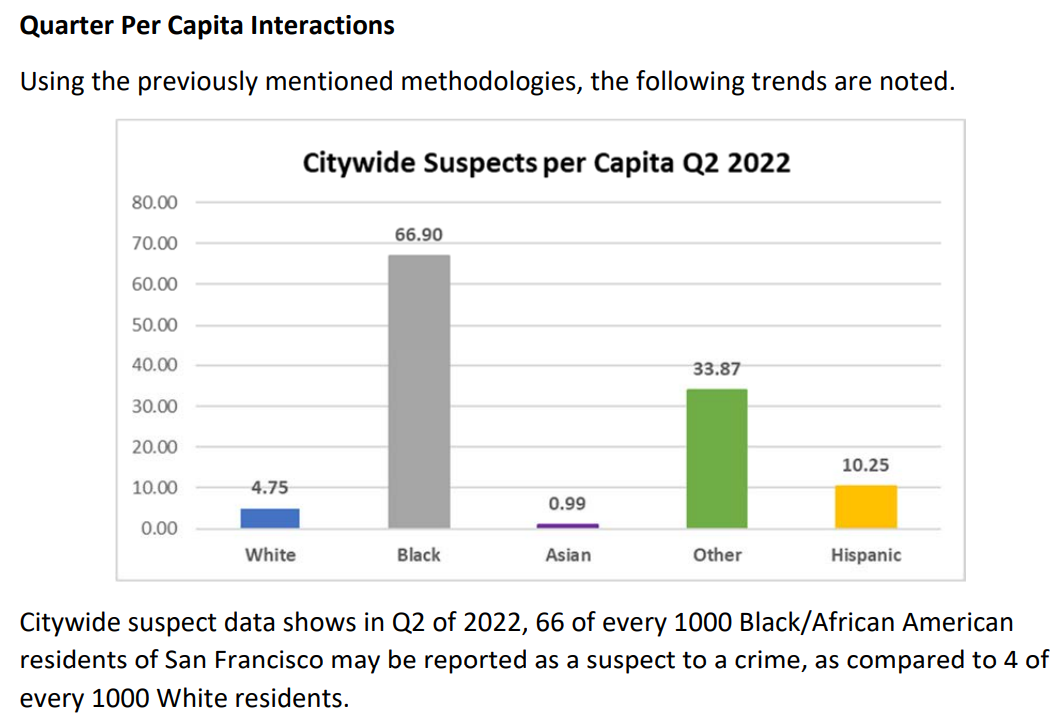 Quarter Per Capita Interactions
Using the previously mentioned methodologies, the following trends are noted.
Citywide Suspects per Capita Q2 2022
80.00
70.00
60.00
50.00
40.00
30.00
20.00
10.00
0.00
4.75
66.90
0.99
33.87
10.25
White
Black
Asian
Other
Hispanic
Citywide suspect data shows in Q2 of 2022, 66 of every 1000 Black/African American
residents of San Francisco may be reported as a suspect to a crime, as compared to 4 of
every 1000 White residents.